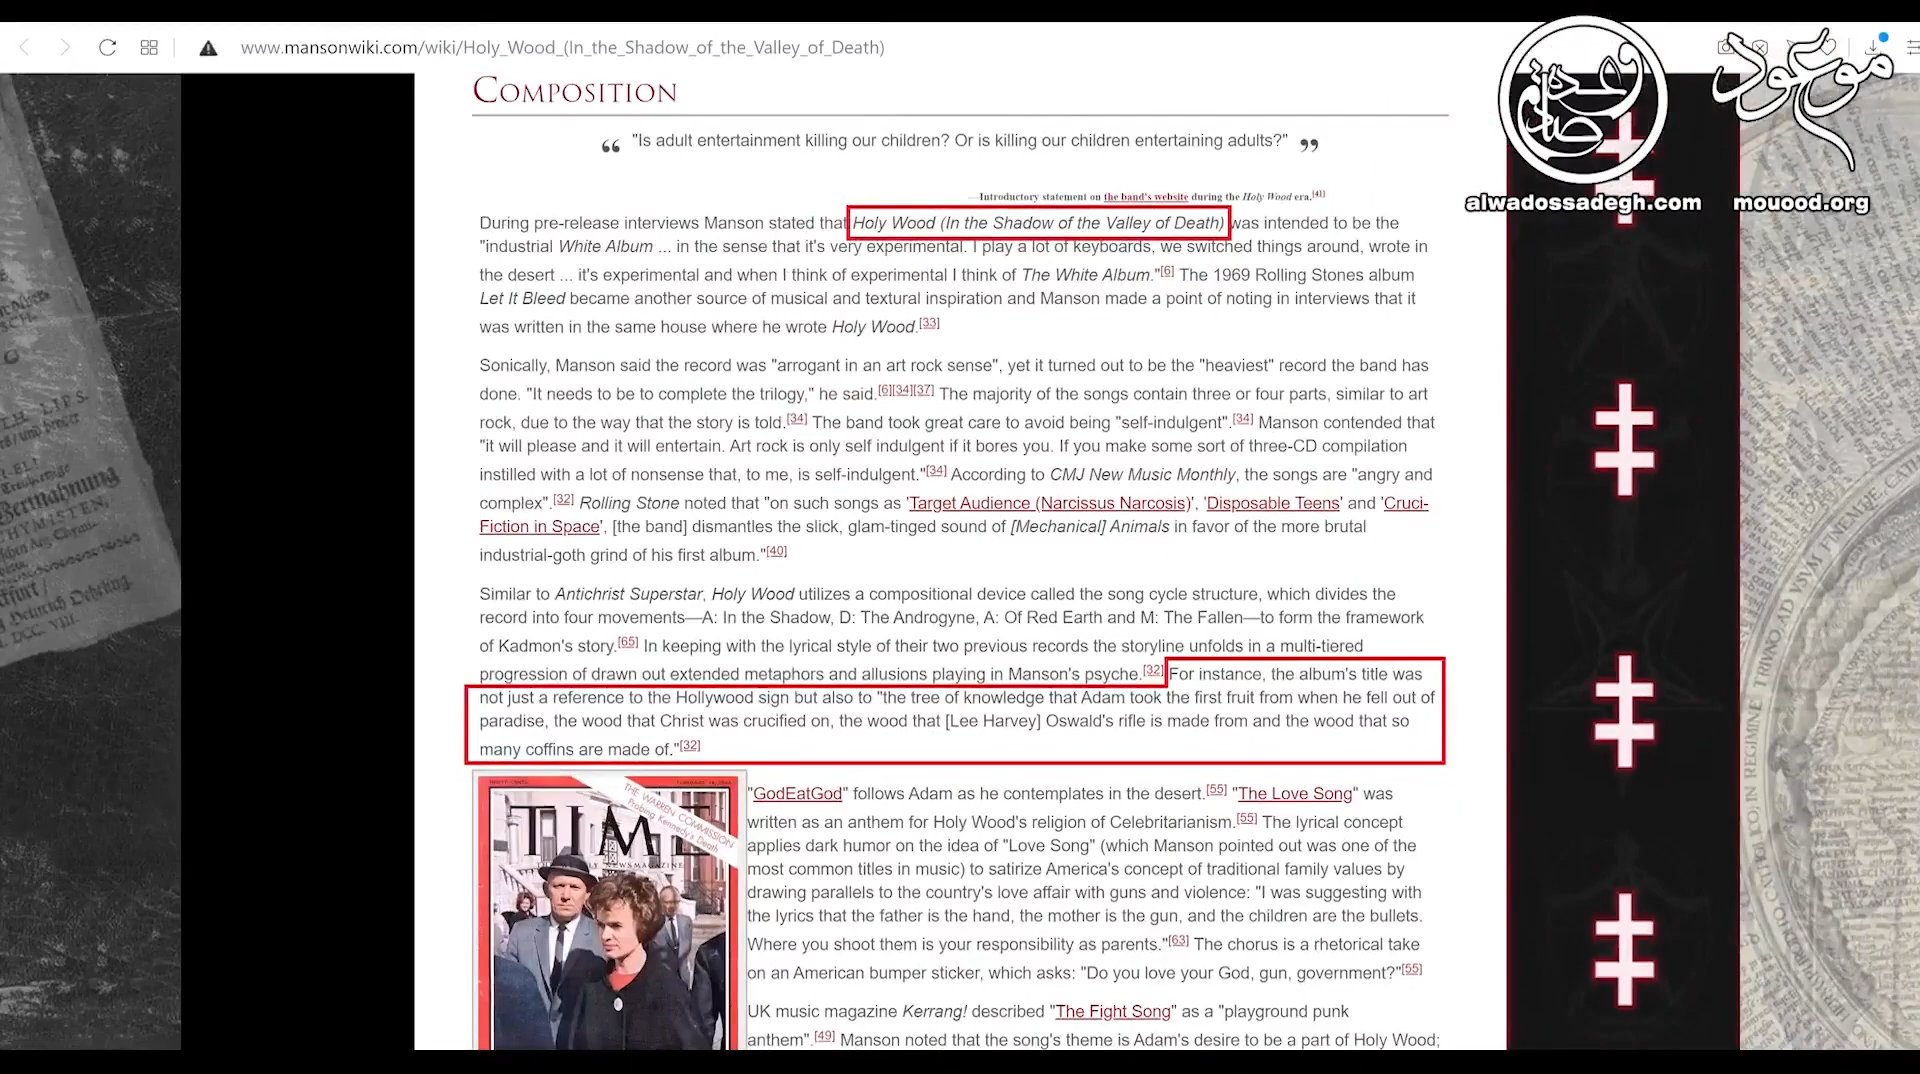 www.mansonwiki.com/wiki/Holy_Wood_(In_the_Shadow_of_the_Valley_of_Death)
موعود
وعده صادق
alwadossadegh.com
mouood.org
COMPOSITION
“ "Is adult entertainment killing our children? Or is killing our children entertaining adults?" ”
—Introductory statement on the band's website during the Holy Wood era.[41]
During pre-release interviews Manson stated that Holy Wood (In the Shadow of the Valley of Death) was intended to be the
"industrial White Album ... in the sense that it's very experimental. I play a lot of keyboards, we switched things around, wrote in
the desert ... it's experimental and when I think of experimental I think of The White Album."[6] The 1969 Rolling Stones album
Let It Bleed became another source of musical and textural inspiration and Manson made a point of noting in interviews that it
was written in the same house where he wrote Holy Wood.[33]
Sonically, Manson said the record was "arrogant in an art rock sense", yet it turned out to be the "heaviest" record the band has
done. "It needs to be to complete the trilogy," he said.[6][34][37] The majority of the songs contain three or four parts, similar to art
rock, due to the way that the story is told.[34] The band took great care to avoid being "self-indulgent".[34] Manson contended that
"it will please and it will entertain. Art rock is only self indulgent if it bores you. If you make some sort of three-CD compilation
instilled with a lot of nonsense that, to me, is self-indulgent."[34] According to CMJ New Music Monthly, the songs are "angry and
complex".[32] Rolling Stone noted that "on such songs as 'Target Audience (Narcissus Narcosis)', 'Disposable Teens' and 'Cruci-
Fiction in Space', [the band] dismantles the slick, glam-tinged sound of [Mechanical] Animals in favor of the more brutal
industrial-goth grind of his first album."[40]
Similar to Antichrist Superstar, Holy Wood utilizes a compositional device called the song cycle structure, which divides the
record into four movements—A: In the Shadow, D: The Androgyne, A: Of Red Earth and M: The Fallen—to form the framework
of Kadmon's story.[65] In keeping with the lyrical style of their two previous records the storyline unfolds in a multi-tiered
progression of drawn out extended metaphors and allusions playing in Manson's psyche.[32] For instance, the album's title was
not just a reference to the Hollywood sign but also to "the tree of knowledge that Adam took the first fruit from when he fell out of
paradise, the wood that Christ was crucified on, the wood that [Lee Harvey] Oswald's rifle is made from and the wood that so
many coffins are made of."[32]
THE WARREN COMMISSION
Probing Kennedy's Death
TIME
"GodEatGod" follows Adam as he contemplates in the desert.[55] "The Love Song" was
written as an anthem for Holy Wood's religion of Celebritarianism.[55] The lyrical concept
applies dark humor on the idea of "Love Song" (which Manson pointed out was one of the
most common titles in music) to satirize America's concept of traditional family values by
drawing parallels to the country's love affair with guns and violence: "I was suggesting with
the lyrics that the father is the hand, the mother is the gun, and the children are the bullets.
Where you shoot them is your responsibility as parents."[63] The chorus is a rhetorical take
on an American bumper sticker, which asks: "Do you love your God, gun, government?"[55]
UK music magazine Kerrang! described "The Fight Song" as a "playground punk
anthem".[49] Manson noted that the song's theme is Adam's desire to be a part of Holy Wood;